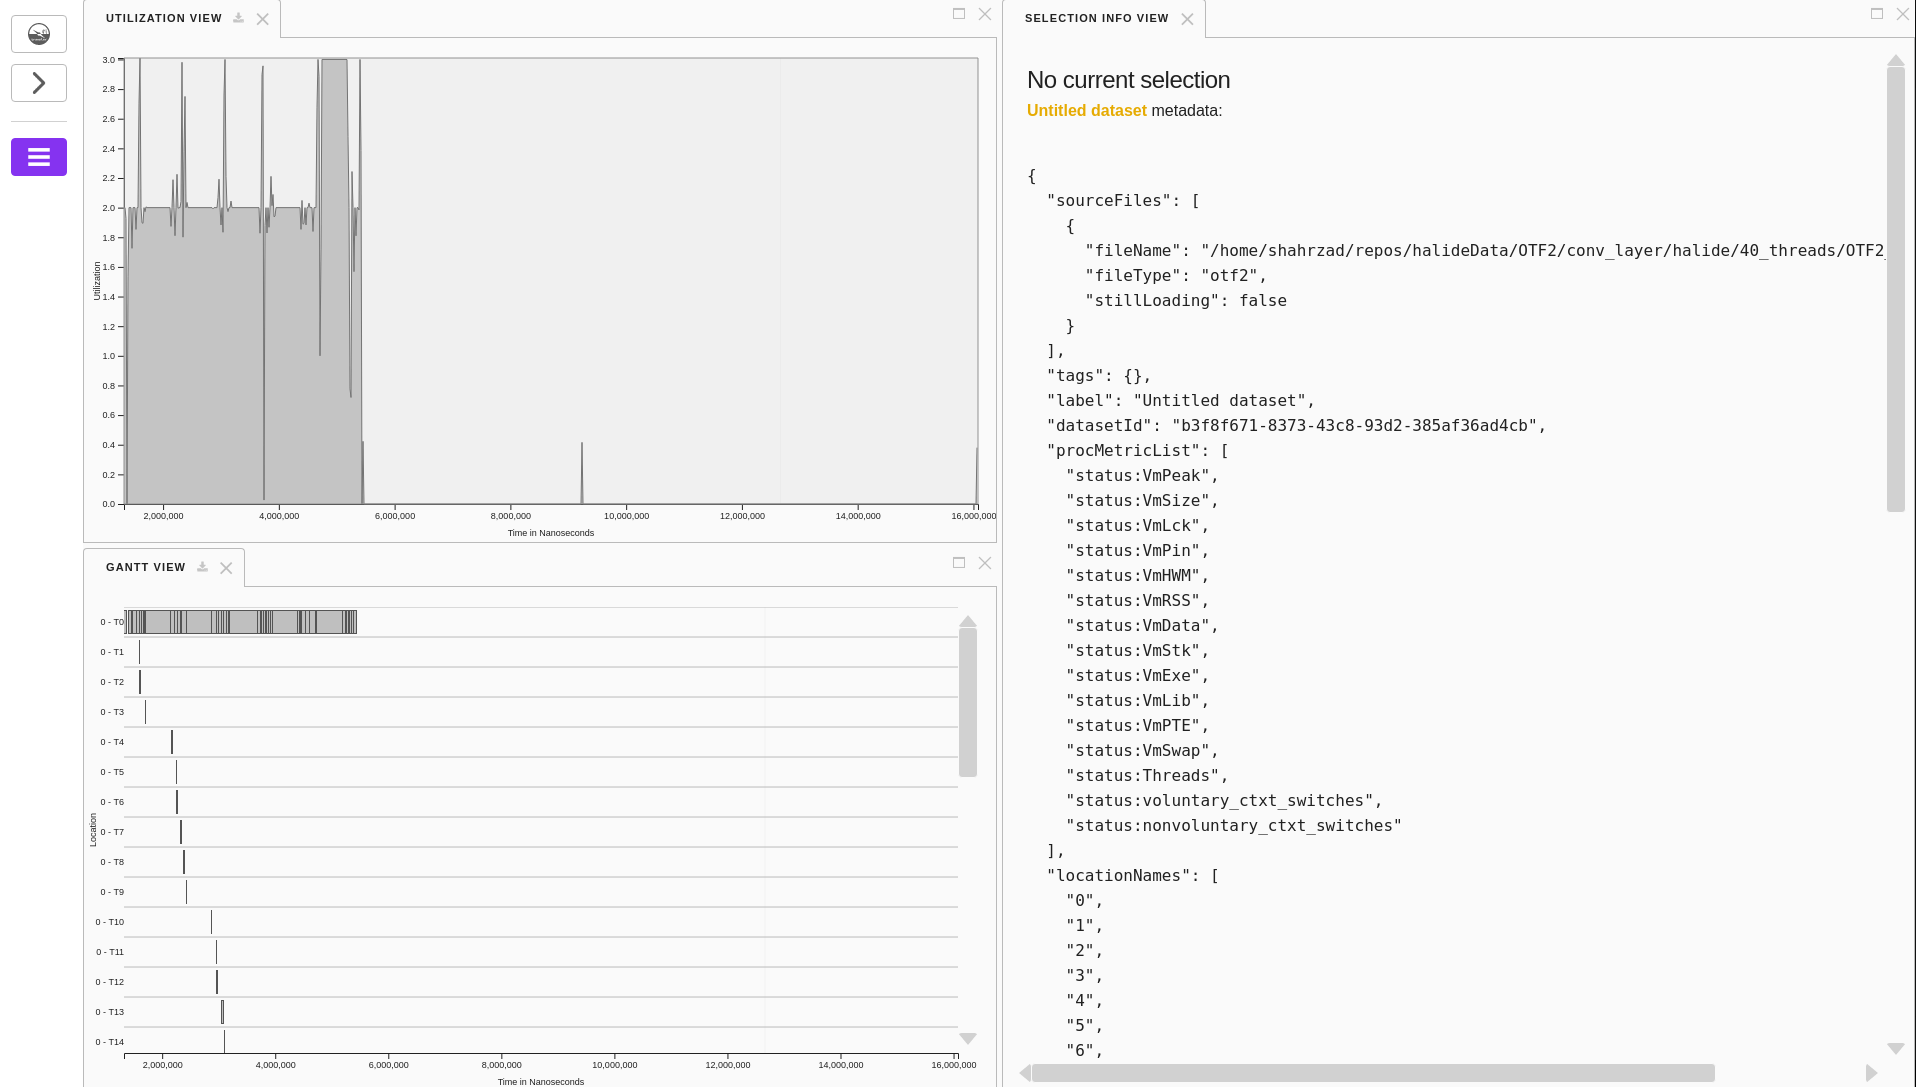 UTILIZATION VIEW
3.0
2.8
2.6
2.4
2.2
2.0
1.8
1.6
1.4
1.2
1.0
0.8
0.6
0.4
0.2
0.0
Utilization
2,000,000 4,000,000 6,000,000 8,000,000 10,000,000 12,000,000 14,000,000 16,000,000
Time in Nanoseconds
GANTT VIEW
0 - T0
0 - T1
0 - T2
0 - T3
0 - T4
0 - T5
0 - T6
0 - T7
0 - T8
0 - T9
0 - T10
0 - T11
0 - T12
0 - T13
0 - T14
Location
2,000,000 4,000,000 6,000,000 8,000,000 10,000,000 12,000,000 14,000,000 16,000,000
Time in Nanoseconds
SELECTION INFO VIEW
No current selection
Untitled dataset metadata:
{
"sourceFiles": [
{
"fileName": "/home/shahrzad/repos/halideData/OTF2/conv_layer/halide/40_threads/OTF2_
"fileType": "otf2",
"stillLoading": false
}
],
"tags": {},
"label": "Untitled dataset",
"datasetId": "b3f8f671-8373-43c8-93d2-385af36ad4cb",
"procMetricList": [
"status:VmPeak",
"status:VmSize",
"status:VmLck",
"status:VmPin",
"status:VmHWM",
"status:VmRSS",
"status:VmData",
"status:VmStk",
"status:VmExe",
"status:VmLib",
"status:VmPTE",
"status:VmSwap",
"status:Threads",
"status:voluntary_ctxt_switches",
"status:nonvoluntary_ctxt_switches"
],
"locationNames": [
"0",
"1",
"2",
"3",
"4",
"5",
"6",